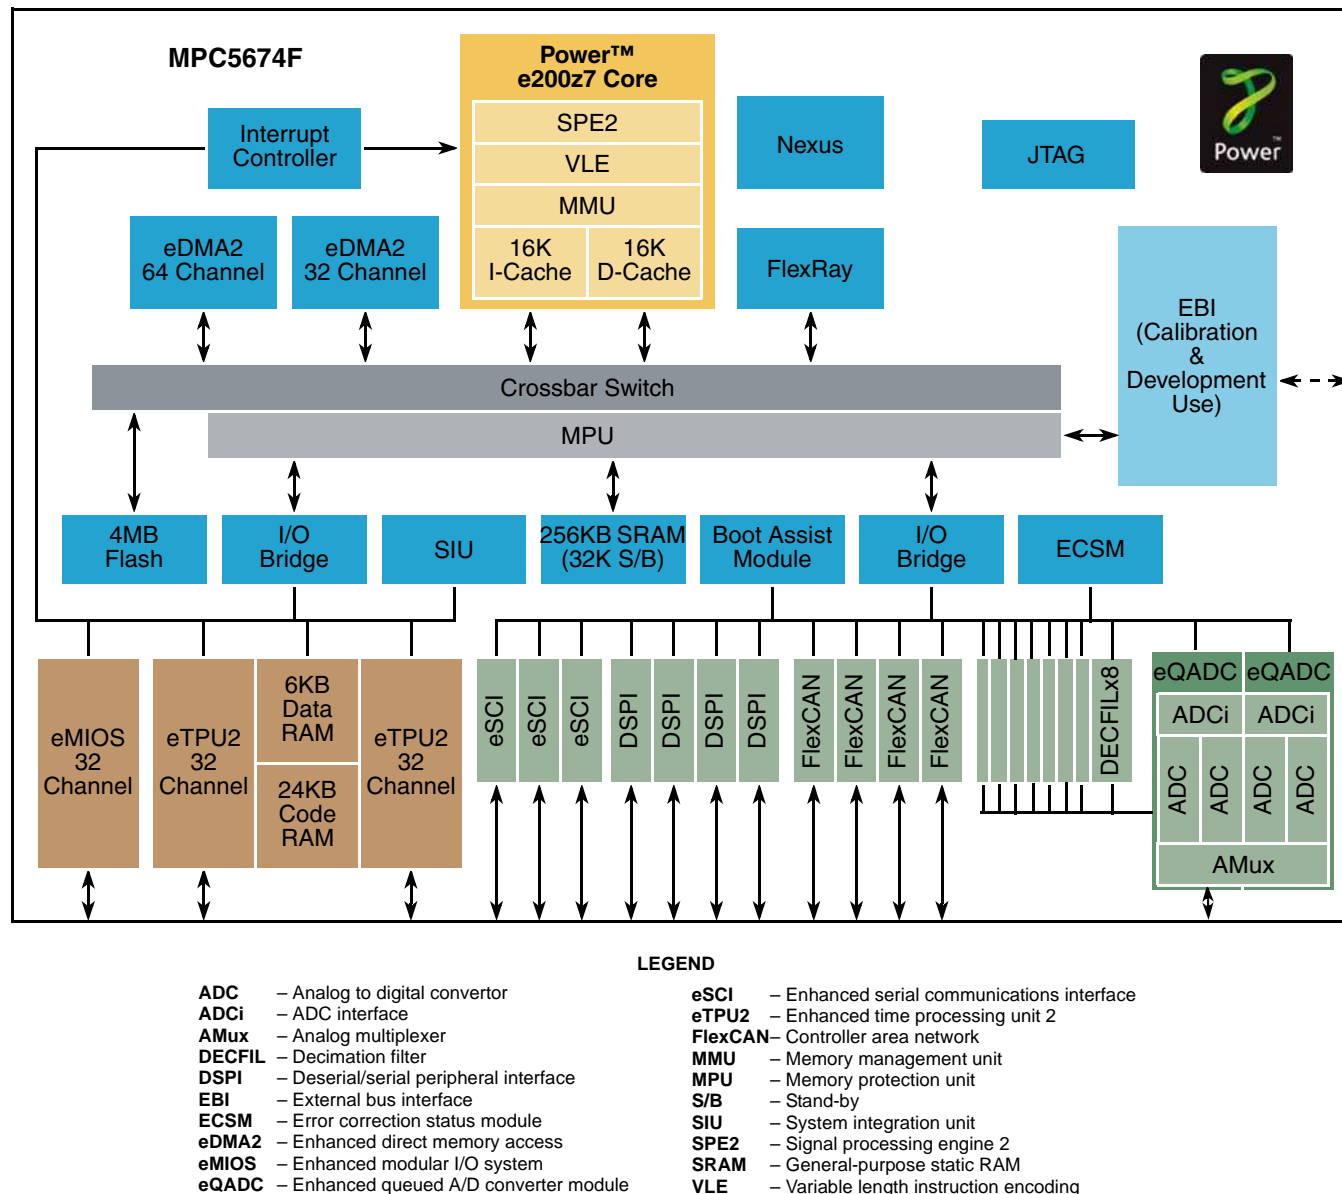 MPC5674F
Power™
e200z7 Core
SPE2
VLE
MMU
16K
I-Cache
16K
D-Cache
Interrupt
Controller
Nexus
JTAG
Power™
eDMA2
64 Channel
eDMA2
32 Channel
FlexRay
EBI
(Calibration
&
Development
Use)
Crossbar Switch
MPU
4MB
Flash
I/O
Bridge
SIU
256KB SRAM
(32K S/B)
Boot Assist
Module
I/O
Bridge
ECSM
eMIOS
32
Channel
eTPU2
32
Channel
6KB
Data
RAM
24KB
Code
RAM
eTPU2
32
Channel
eSCI
eSCI
eSCI
DSPI
DSPI
DSPI
DSPI
FlexCAN
FlexCAN
FlexCAN
FlexCAN
DECFILx8
eQADC
eQADC
ADCi
ADCi
ADC
ADC
ADC
ADC
AMux
LEGEND
ADC – Analog to digital convertor
ADCi – ADC interface
AMux – Analog multiplexer
DECFIL – Decimation filter
DSPI – Deserial/serial peripheral interface
EBI – External bus interface
ECSM – Error correction status module
eDMA2 – Enhanced direct memory access
eMIOS – Enhanced modular I/O system
eQADC – Enhanced queued A/D converter module
eSCI – Enhanced serial communications interface
eTPU2 – Enhanced time processing unit 2
FlexCAN – Controller area network
MMU – Memory management unit
MPU – Memory protection unit
S/B – Stand-by
SIU – System integration unit
SPE2 – Signal processing engine 2
SRAM – General-purpose static RAM
VLE – Variable length instruction encoding